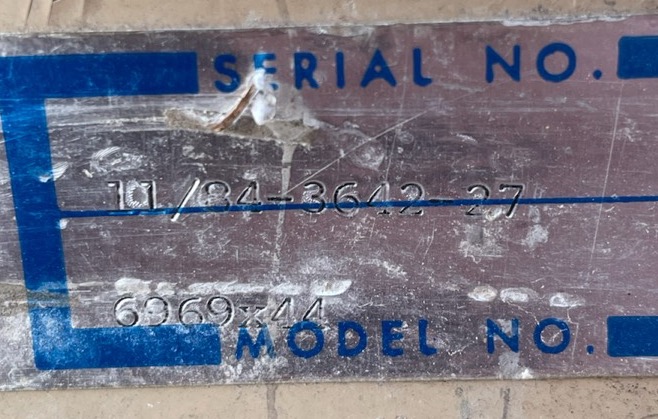 SERIAL NO.
11/84-3642-27
6969x44
MODEL NO.